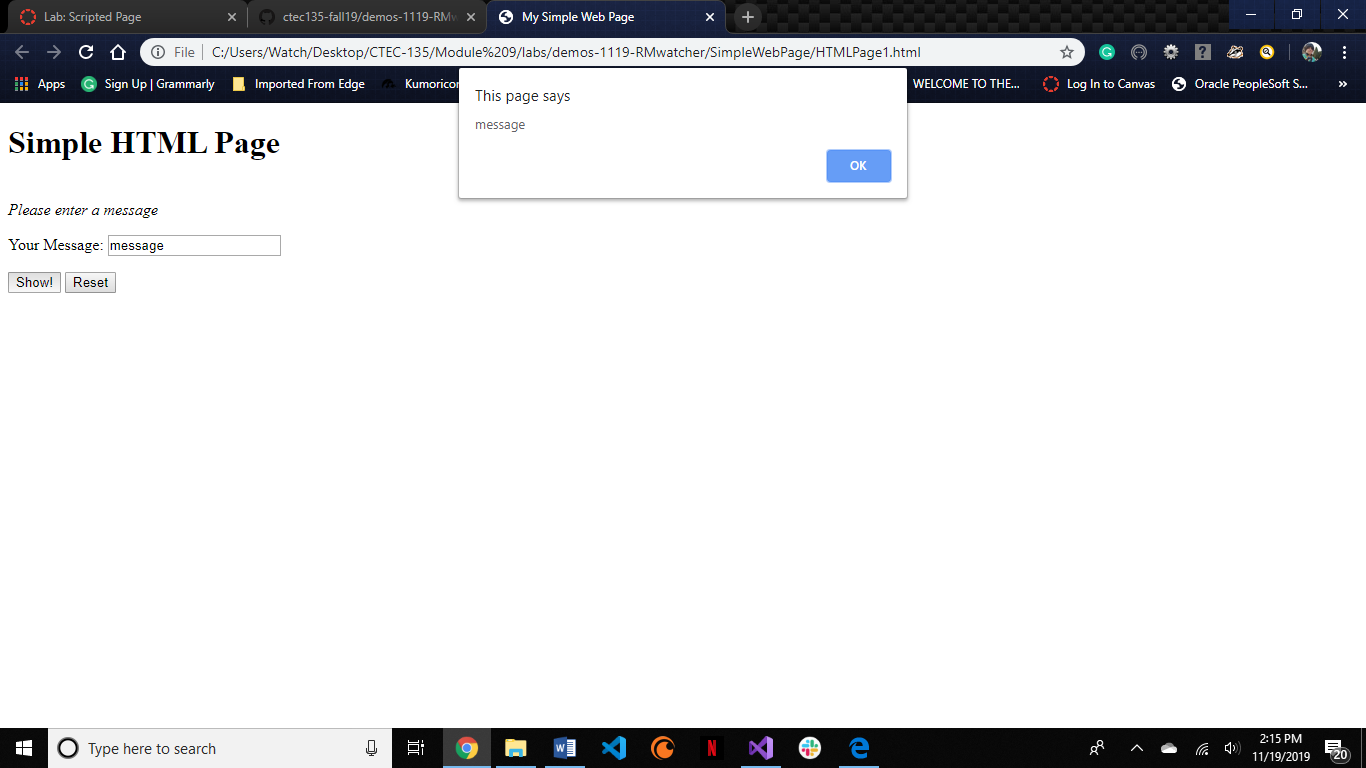 Lab: Scripted Page
ctec135-fall19/demos-1119-RMw
My Simple Web Page
File
C:/Users/Watch/Desktop/CTEC-135/Module%209/labs/demos-1119-RMwatcher/SimpleWebPage/HTMLPage1.html
Apps
Sign Up | Grammarly
Imported From Edge
Kumoricon
WELCOME TO THE...
Log In to Canvas
Oracle PeopleSoft S...
»
This page says
message
OK
Simple HTML Page
Please enter a message
Your Message: message
Show! Reset
Type here to search
2:15 PM
11/19/2019
20